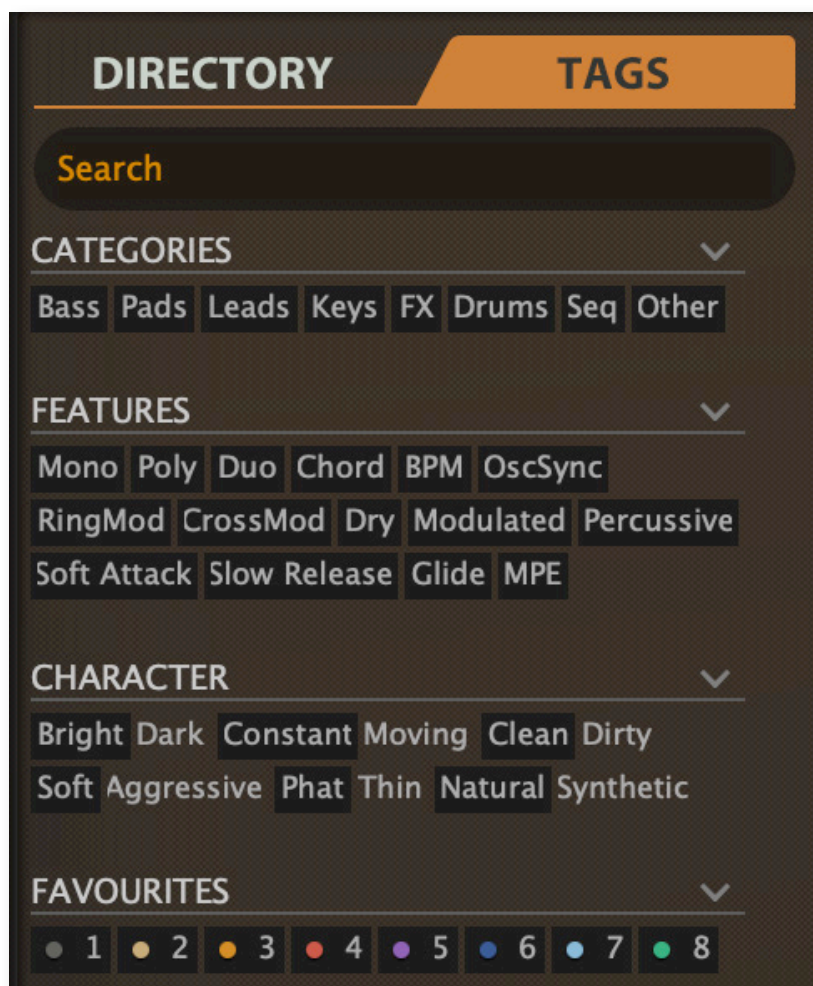 DIRECTORY TAGS
Search
CATEGORIES
Bass Pads Leads Keys FX Drums Seq Other
FEATURES
Mono Poly Duo Chord BPM OscSync
RingMod CrossMod Dry Modulated Percussive
Soft Attack Slow Release Glide MPE
CHARACTER
Bright Dark Constant Moving Clean Dirty
Soft Aggressive Phat Thin Natural Synthetic
FAVOURITES
1 2 3 4 5 6 7 8